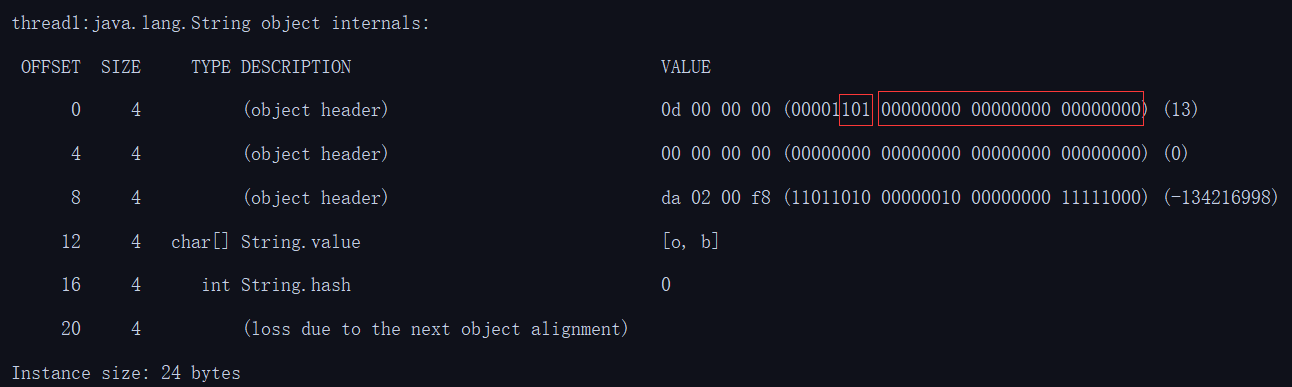 thread1:java.lang.String object internals:
OFFSET SIZE TYPE DESCRIPTION VALUE
0 4 (object header) 0d 00 00 00 (00001101 00000000 00000000 00000000) (13)
4 4 (object header) 00 00 00 00 (00000000 00000000 00000000 00000000) (0)
8 4 (object header) da 02 00 f8 (11011010 00000010 00000000 11111000) (-134216998)
12 4 char[] String.value [o, b]
16 4 int String.hash 0
20 4 (loss due to the next object alignment)
Instance size: 24 bytes